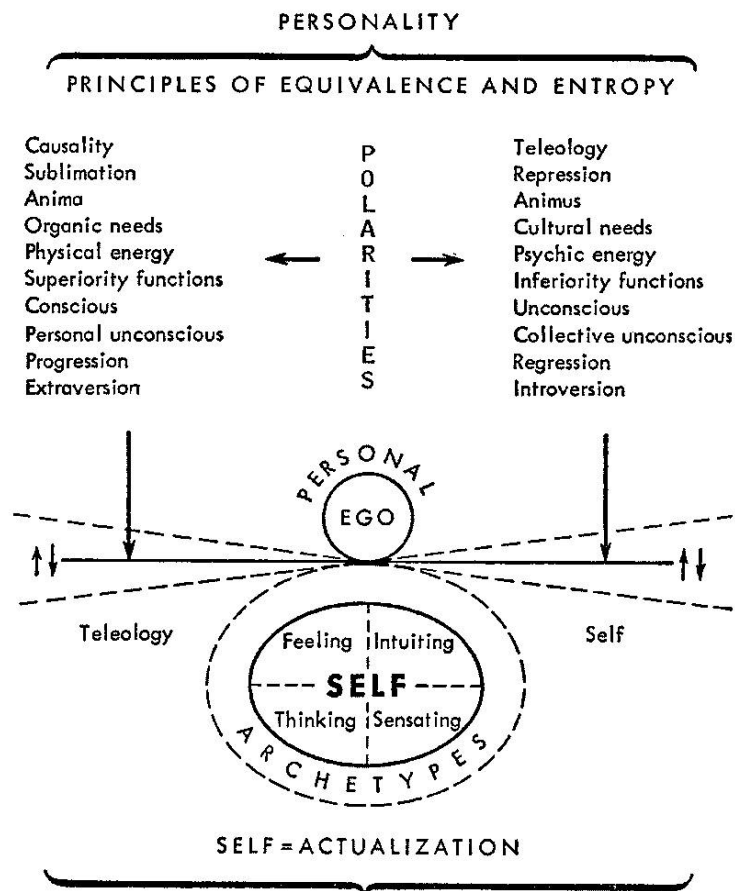 PERSONALITY
PRINCIPLES OF EQUIVALENCE AND ENTROPY
Causality
Sublimation
Anima
Organic needs
Physical energy
Superiority functions
Conscious
Personal unconscious
Progression
Extraversion
POLARITIES
Teleology
Repression
Animus
Cultural needs
Psychic energy
Inferiority functions
Unconscious
Collective unconscious
Regression
Introversion
PERSONAL
EGO
Teleology
Self
Feeling Intuiting
SELF
Thinking Sensating
ARCHETYPES
SELF=ACTUALIZATION